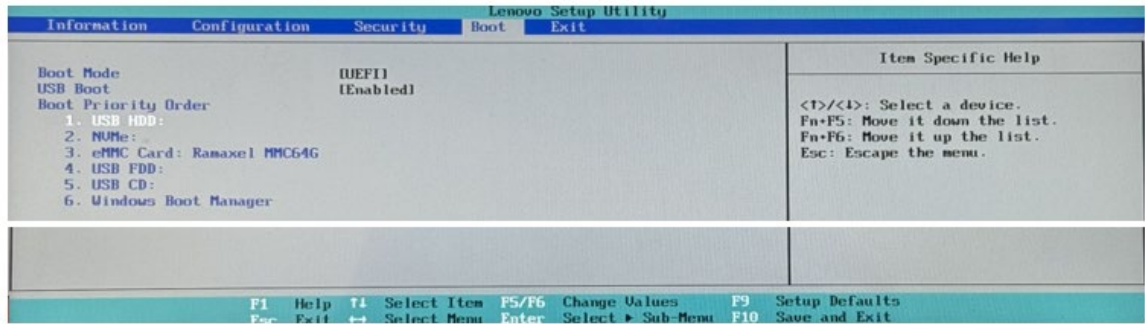 Lenovo Setup Utility
Information Configuration Security Boot Exit
Item Specific Help
Boot Mode [UEFI]
USB Boot [Enabled]
Boot Priority Order
1. USB HDD:
2. NVMe:
3. eMMC Card: Ramaxel MMC64G
4. USB FDD:
5. USB CD:
6. Windows Boot Manager
<↑>/<↓>: Select a device.
Fn+F5: Move it down the list.
Fn+F6: Move it up the list.
Esc: Escape the menu.
F1 Help ↑↓ Select Item F5/F6 Change Values F9 Setup Defaults
Esc Exit ↔ Select Menu Enter Select ▶ Sub-Menu F10 Save and Exit